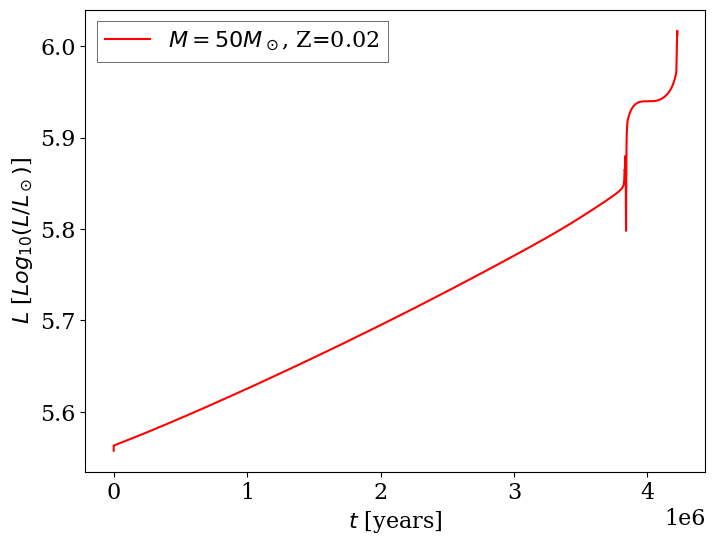 M = 50M⊙, Z=0.02
6.0
5.9
5.8
5.7
5.6
L [Log₁₀(L/L⊙)]
0 1 2 3 4
1e6
t [years]